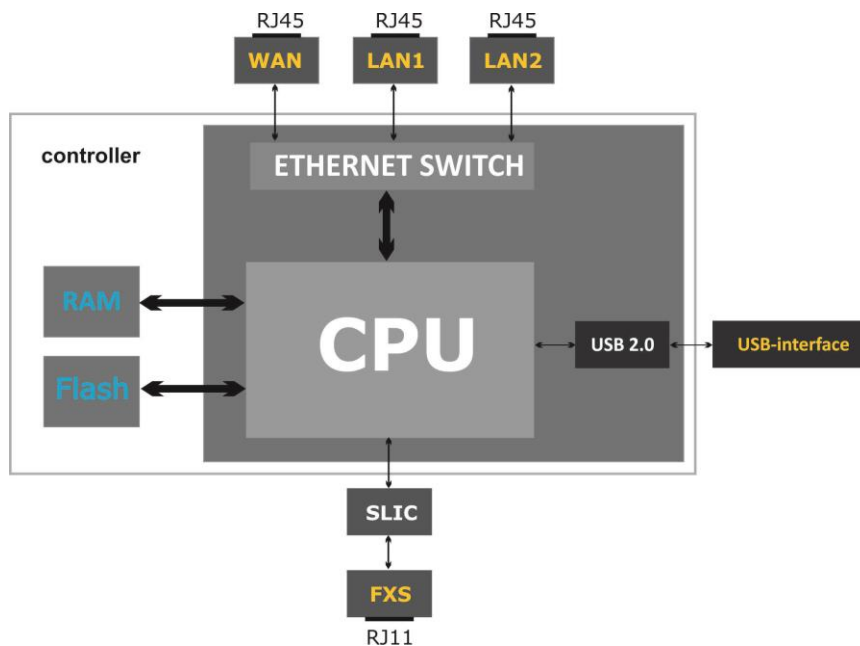 RJ45 RJ45 RJ45
WAN LAN1 LAN2
controller
ETHERNET SWITCH
RAM
CPU
USB 2.0 USB-interface
Flash
SLIC
FXS
RJ11